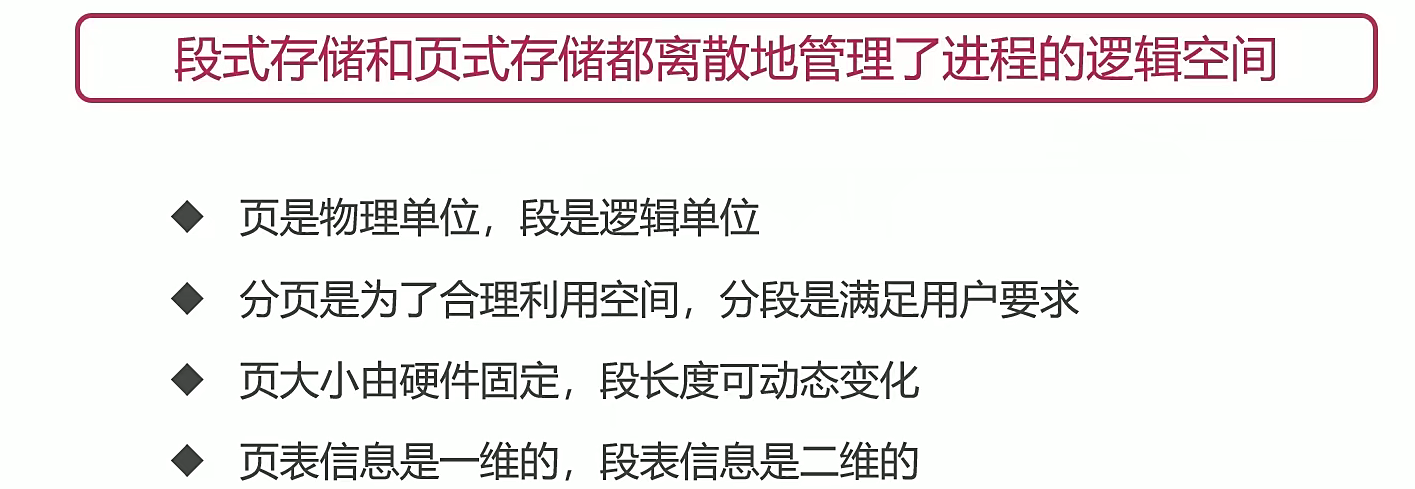 段式存储和页式存储都离散地管理了进程的逻辑空间
◆ 页是物理单位，段是逻辑单位
◆ 分页是为了合理利用空间，分段是满足用户要求
◆ 页大小由硬件固定，段长度可动态变化
◆ 页表信息是一维的，段表信息是二维的